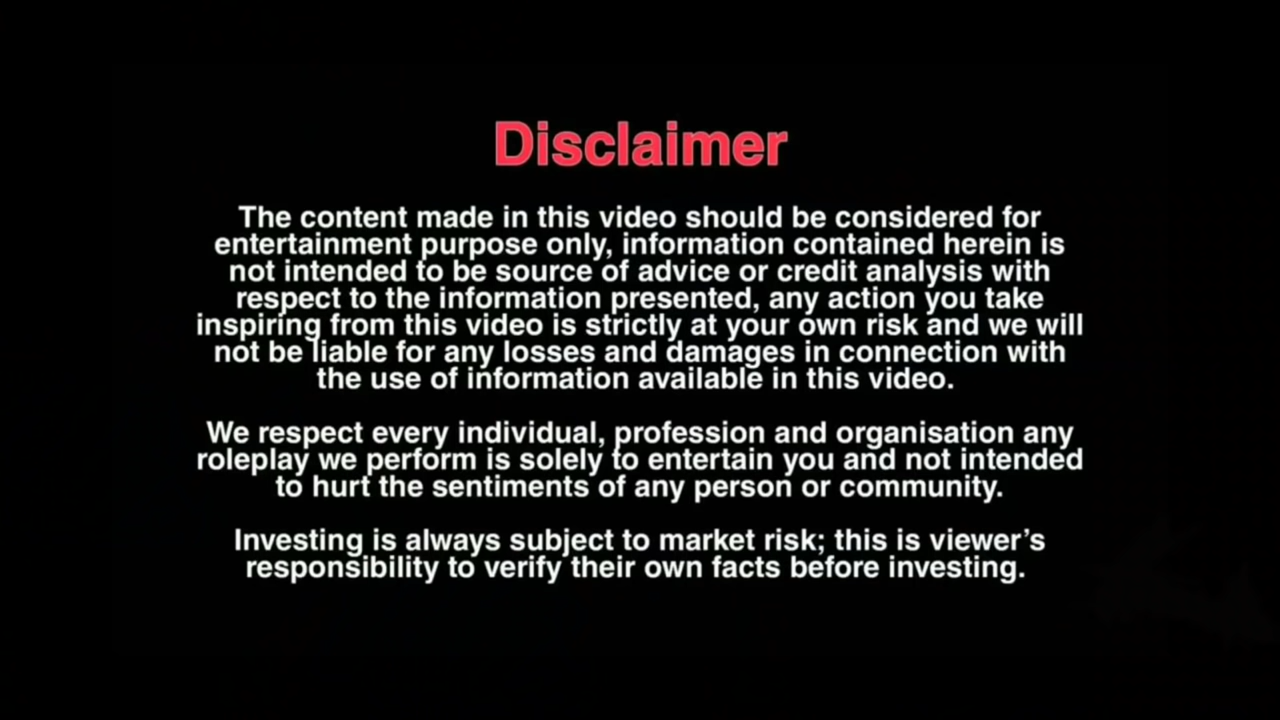 Disclaimer
The content made in this video should be considered for
entertainment purpose only, information contained herein is
not intended to be source of advice or credit analysis with
respect to the information presented, any action you take
inspiring from this video is strictly at your own risk and we will
not be liable for any losses and damages in connection with
the use of information available in this video.
We respect every individual, profession and organisation any
roleplay we perform is solely to entertain you and not intended
to hurt the sentiments of any person or community.
Investing is always subject to market risk; this is viewer’s
responsibility to verify their own facts before investing.